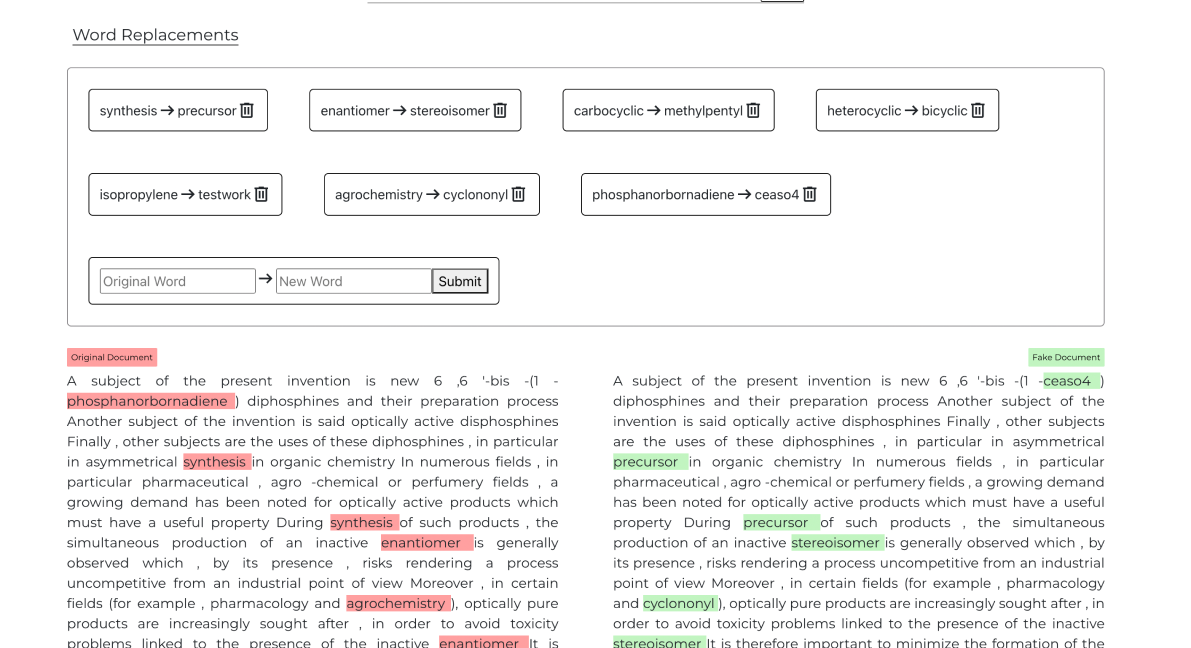 Word Replacements
synthesis → precursor
enantiomer → stereoisomer
carbocyclic → methylpentyl
heterocyclic → bicyclic
isopropylene → testwork
agrochemistry → cyclononyl
phosphanorbornadiene → ceaso4
Original Word → New Word Submit
Original Document
A subject of the present invention is new 6 ,6 '-bis -(1 -
phosphanorbornadiene ) diphosphines and their preparation process
Another subject of the invention is said optically active disphosphines
Finally , other subjects are the uses of these diphosphines , in particular
in asymmetrical synthesis in organic chemistry In numerous fields , in
particular pharmaceutical , agro -chemical or perfumery fields , a
growing demand has been noted for optically active products which
must have a useful property During synthesis of such products , the
simultaneous production of an inactive enantiomer is generally
observed which , by its presence , risks rendering a process
uncompetitive from an industrial point of view Moreover , in certain
fields (for example , pharmacology and agrochemistry ), optically pure
products are increasingly sought after , in order to avoid toxicity
problems linked to the presence of the inactive enantiomer It is
Fake Document
A subject of the present invention is new 6 ,6 '-bis -(1 -ceaso4 )
diphosphines and their preparation process Another subject of the
invention is said optically active disphosphines Finally , other subjects
are the uses of these diphosphines , in particular in asymmetrical
precursor in organic chemistry In numerous fields , in particular
pharmaceutical , agro -chemical or perfumery fields , a growing demand
has been noted for optically active products which must have a useful
property During precursor of such products , the simultaneous
production of an inactive stereoisomer is generally observed which , by
its presence , risks rendering a process uncompetitive from an industrial
point of view Moreover , in certain fields (for example , pharmacology
and cyclononyl ), optically pure products are increasingly sought after , in
order to avoid toxicity problems linked to the presence of the inactive
stereoisomer It is therefore important to minimize the formation of the